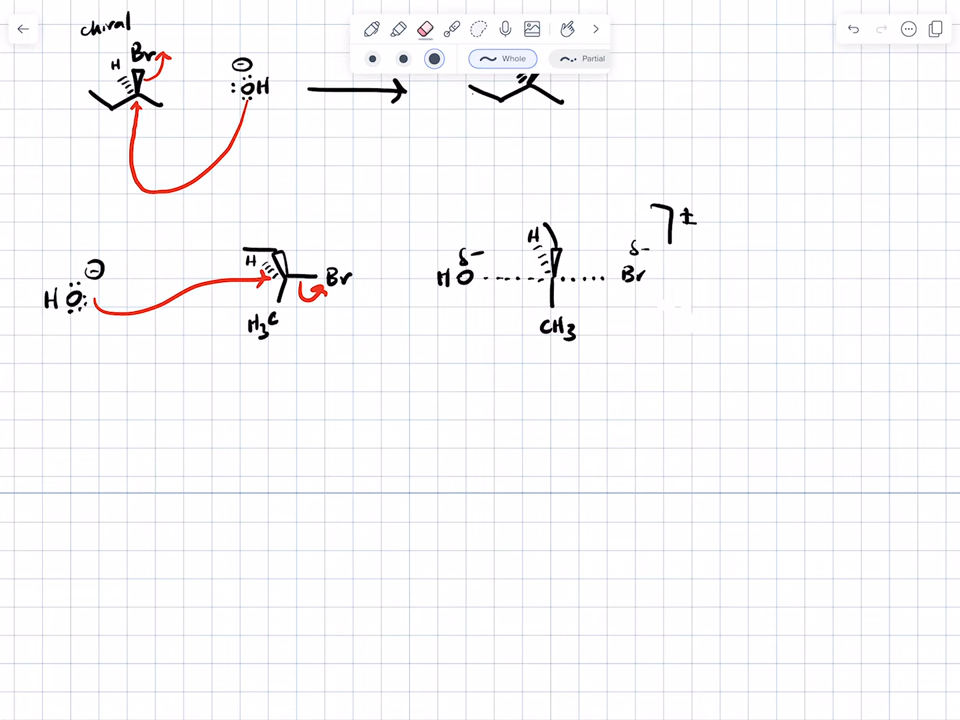 chiral
H Br
:ÖH ⊖
Whole
Partial
HÖ: ⊖
H
Br
H₃C
HO δ−
H
Br δ−
CH₃
‡